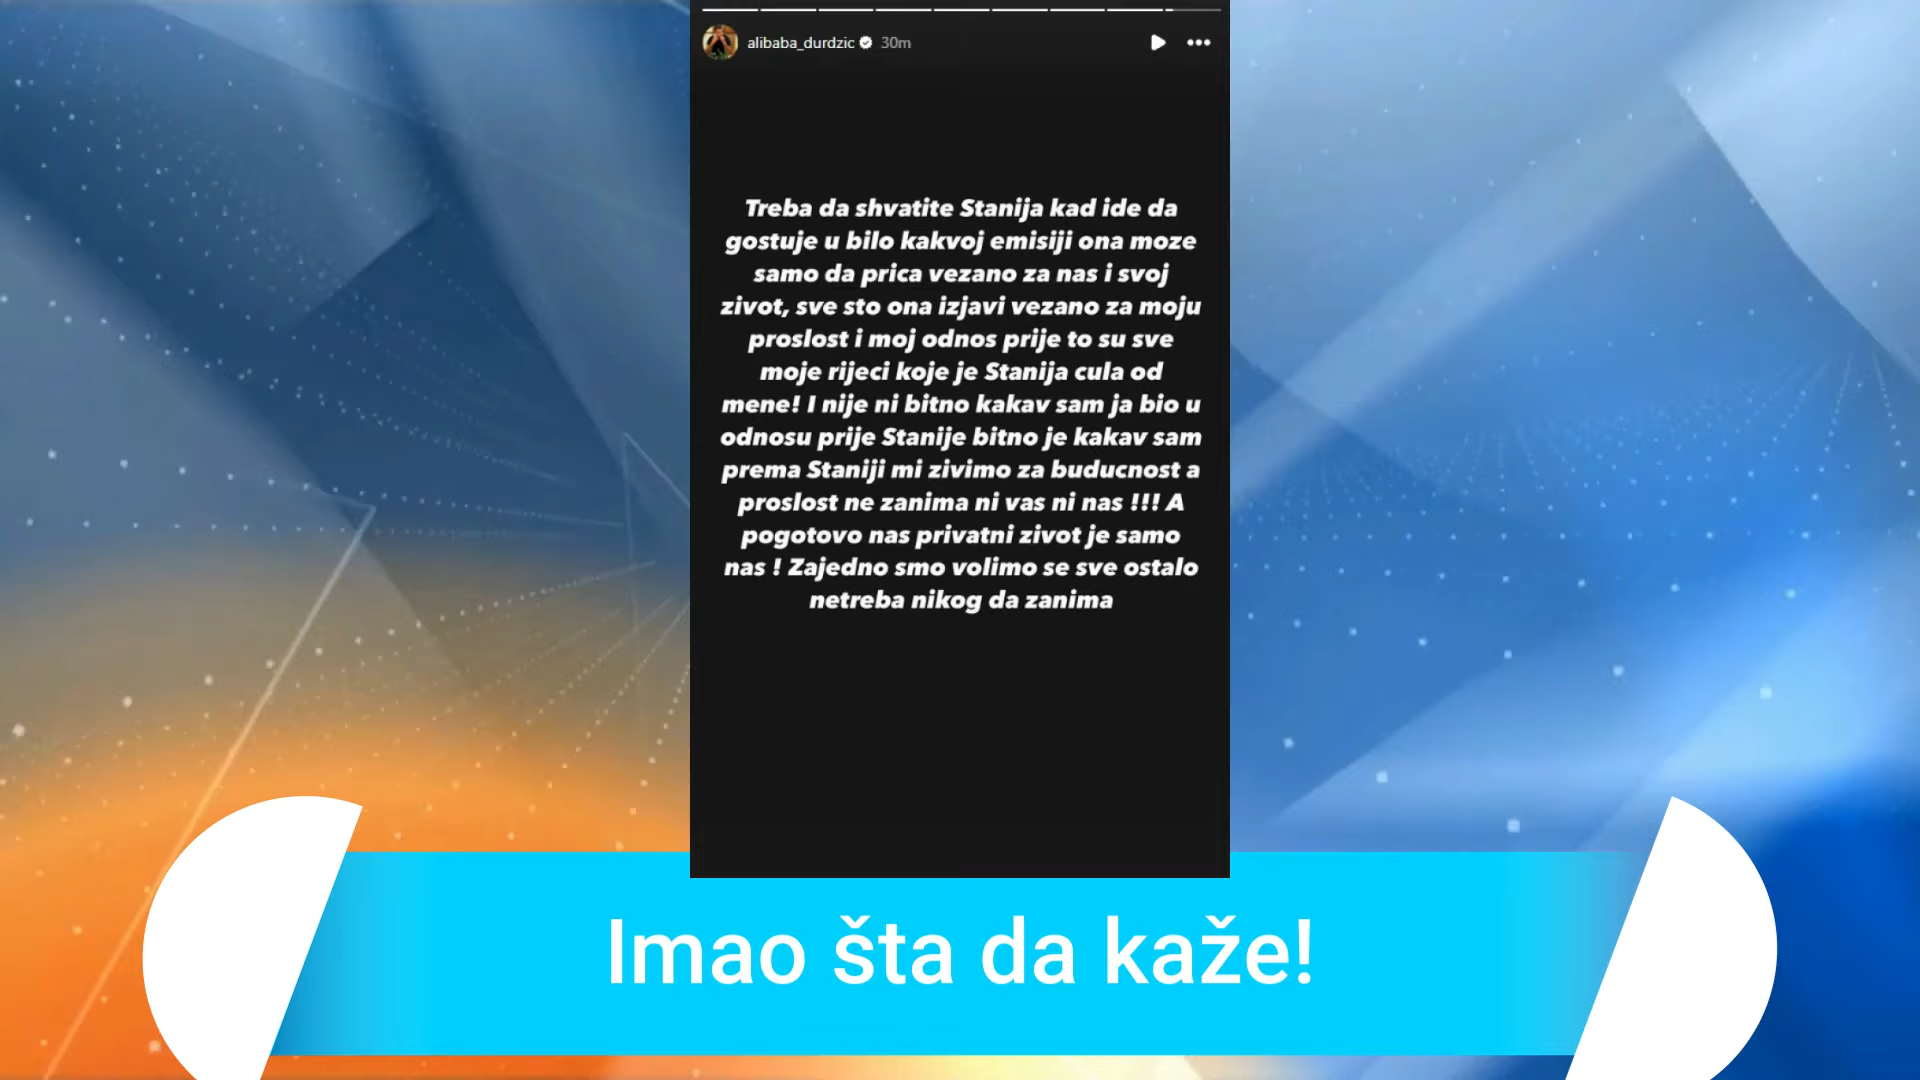 alibaba_durdzic 30m
Treba da shvatite Stanija kad ide da
gostuje u bilo kakvoj emisiji ona moze
samo da prica vezano za nas i svoj
zivot, sve sto ona izjavi vezano za moju
proslost i moj odnos prije to su sve
moje rijeci koje je Stanija cula od
mene! I nije ni bitno kakav sam ja bio u
odnosu prije Stanije bitno je kakav sam
prema Staniji mi zivimo za buducnost a
proslost ne zanima ni vas ni nas !!! A
pogotovo nas privatni zivot je samo
nas ! Zajedno smo volimo se sve ostalo
netreba nikog da zanima
Imao šta da kaže!